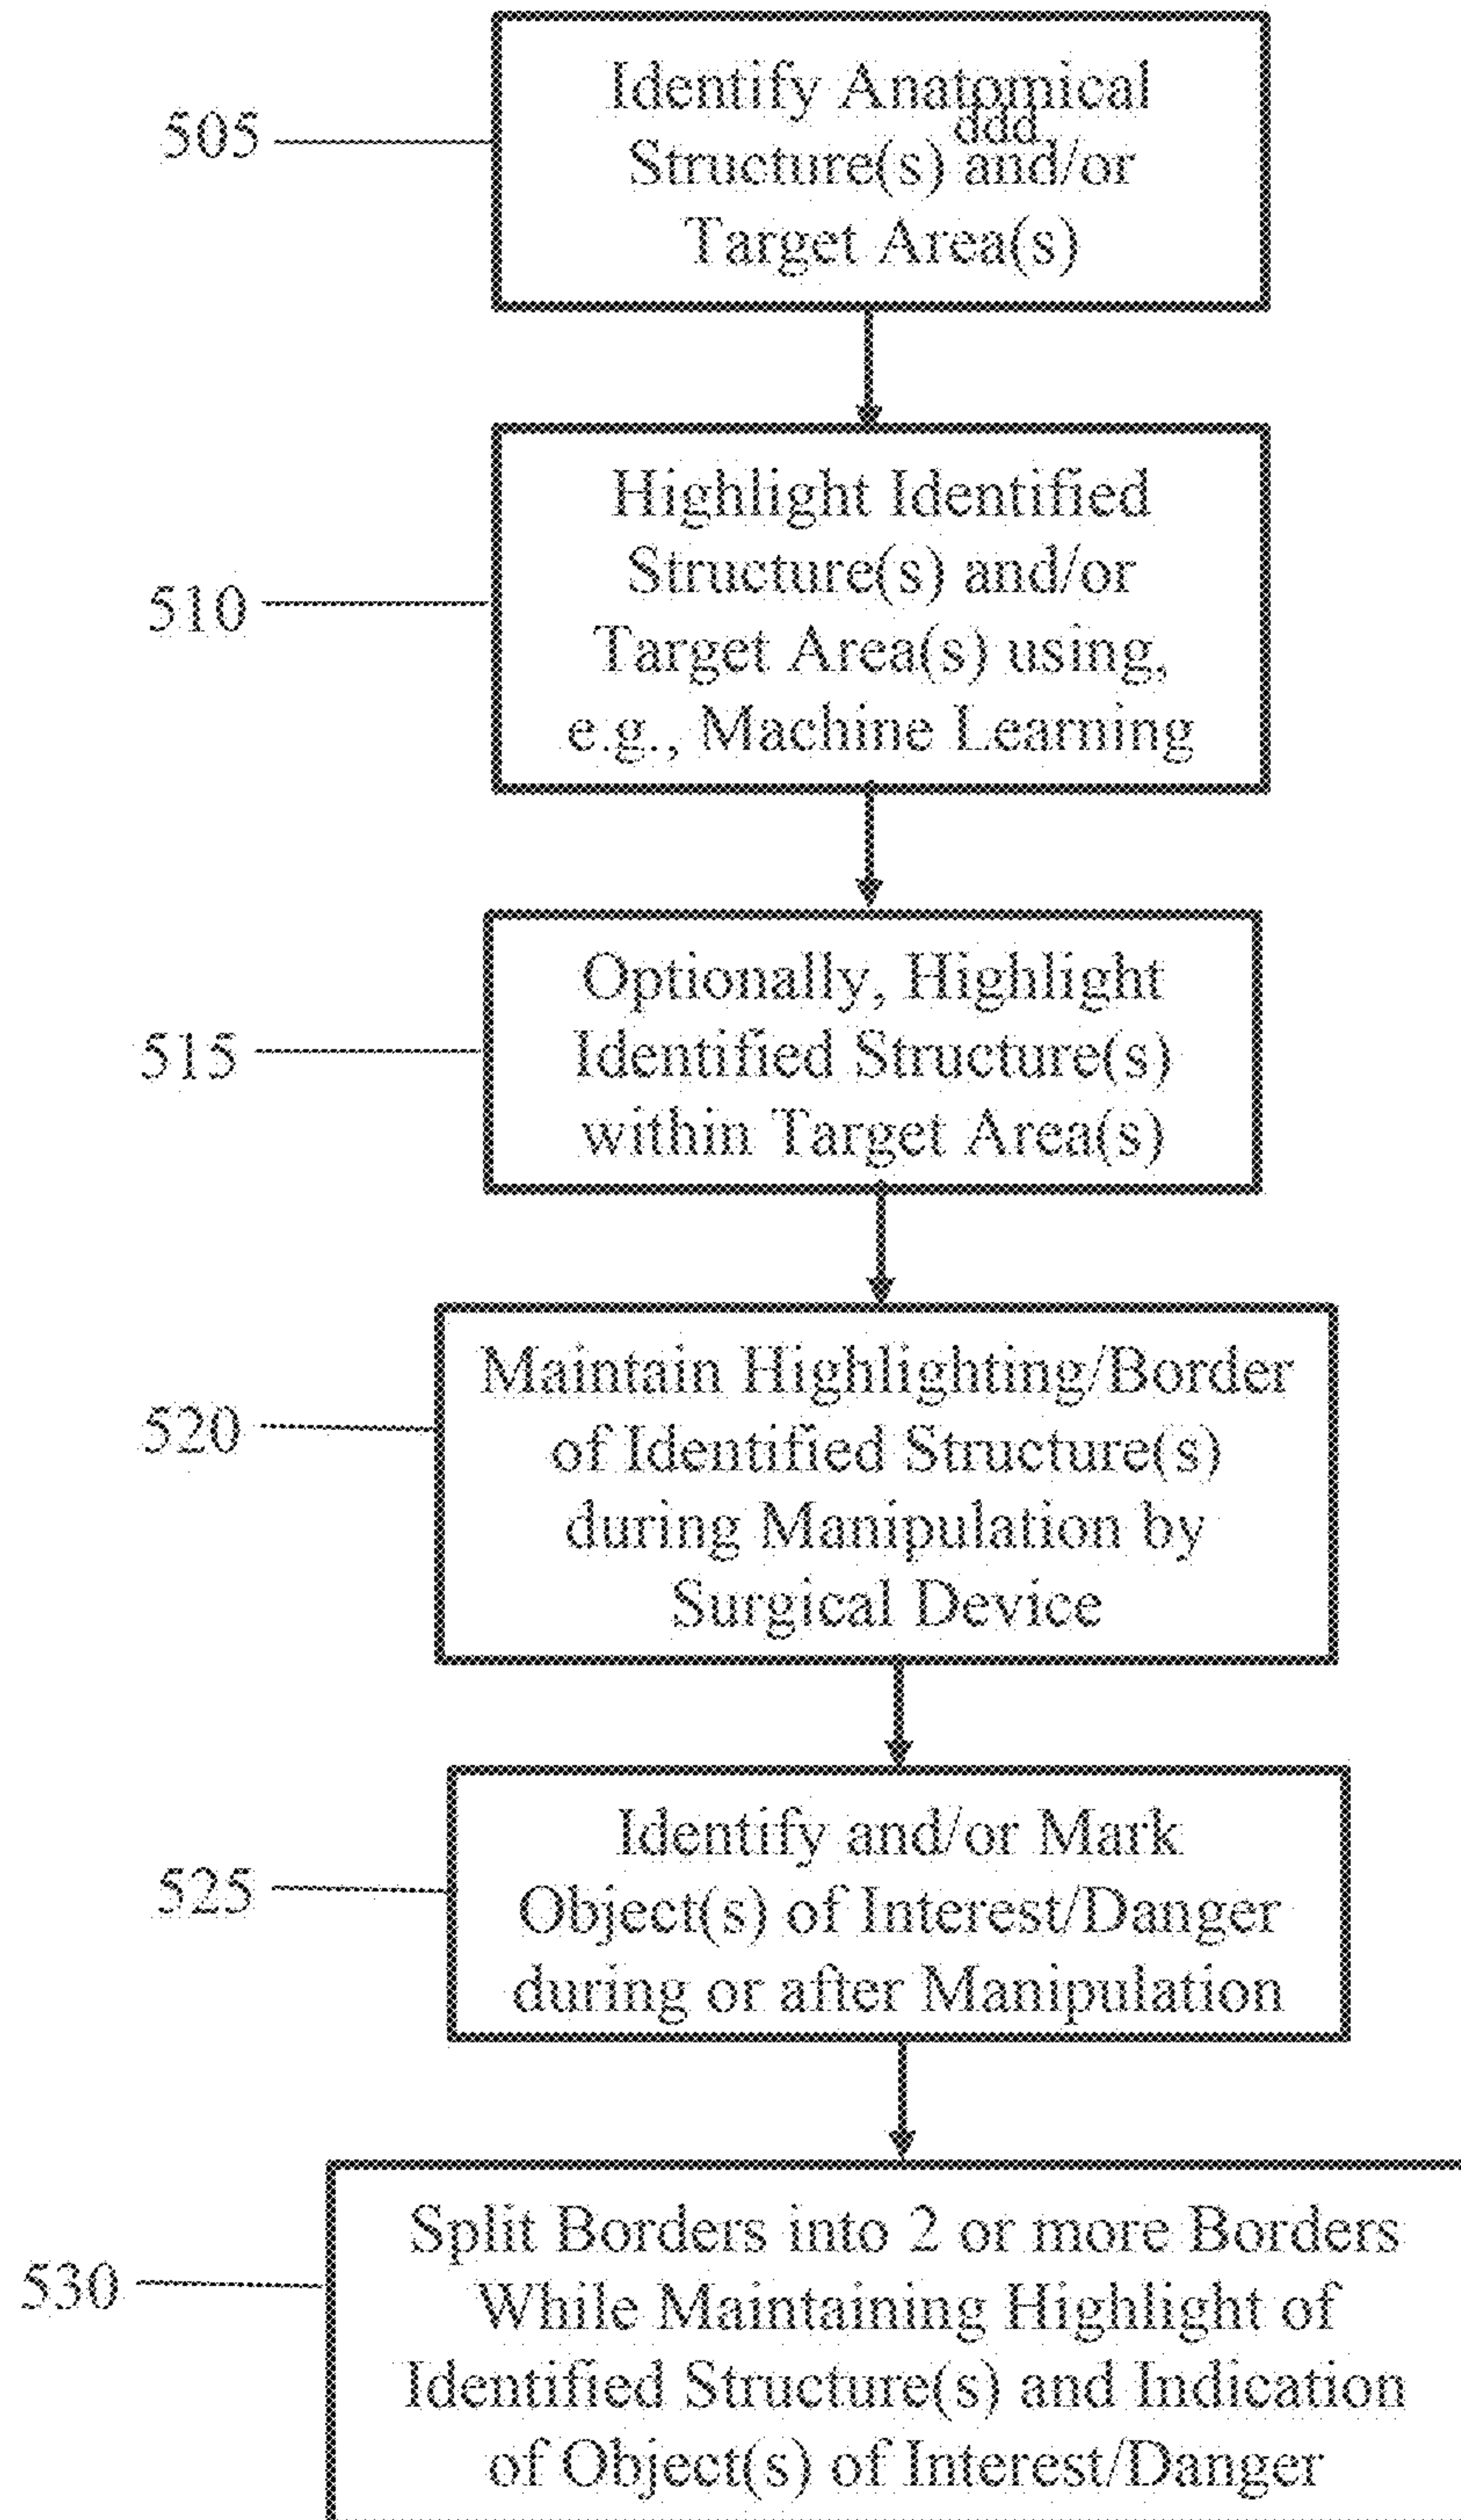 Identify Anatomical
ddd
505
Structure(s) and/or
Target Area(s)
Highlight Identified
Structure(s) and/or
510
Target Area(s) using,
e.g., Machine Learning
Optionally, Highlight
515
Identified Structure(s)
within Target Area(s)
Maintain Highlighting/Border
520
of Identified Structure(s)
during Manipulation by
Surgical Device
Identify and/or Mark
525
Object(s) of Interest/Danger
during or after Manipulation
Split Borders into 2 or more Borders
530
While Maintaining Highlight of
Identified Structure(s) and Indication
of Object(s) of Interest/Danger